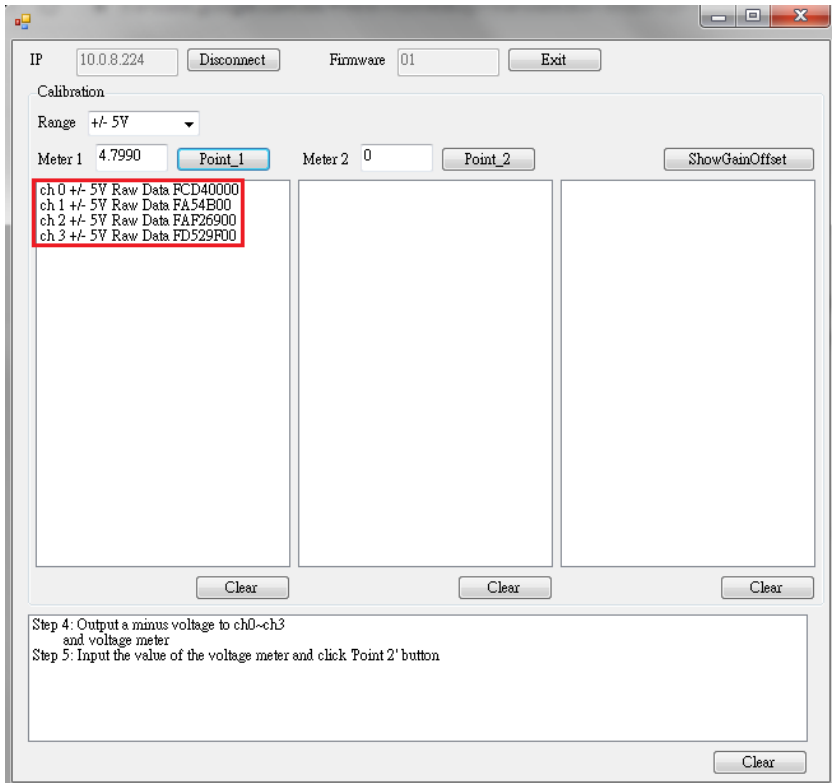 IP 10.0.8.224 Disconnect Firmware 01 Exit
Calibration
Range +/- 5V
Meter 1 4.7990 Point_1 Meter 2 0 Point_2 ShowGainOffset
ch 0 +/- 5V Raw Data FCD40000
ch 1 +/- 5V Raw Data FA54B00
ch 2 +/- 5V Raw Data FAF26900
ch 3 +/- 5V Raw Data FD529F00
Clear Clear Clear
Step 4: Output a minus voltage to ch0~ch3
and voltage meter
Step 5: Input the value of the voltage meter and click 'Point 2' button
Clear